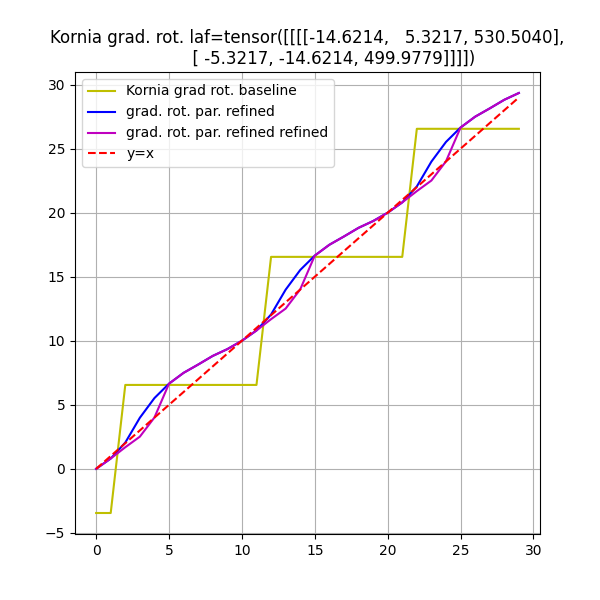 Kornia grad. rot. laf=tensor([[[[-14.6214,   5.3217, 530.5040],
[ -5.3217, -14.6214, 499.9779]]]])
Kornia grad rot. baseline
grad. rot. par. refined
grad. rot. par. refined refined
y=x
30
25
20
15
10
5
0
−5
0 5 10 15 20 25 30